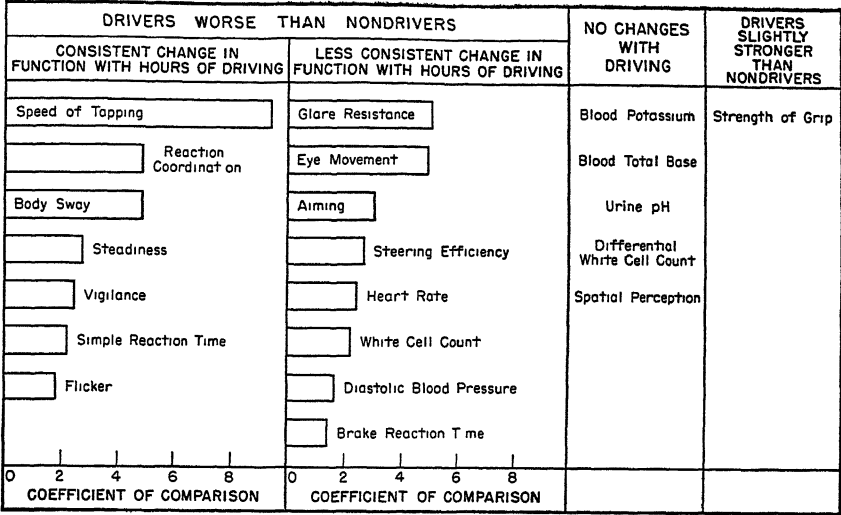 DRIVERS WORSE THAN NONDRIVERS
CONSISTENT CHANGE IN
FUNCTION WITH HOURS OF DRIVING
Speed of Tapping
Reaction
Coordinat on
Body Sway
Steadiness
Vigilance
Simple Reaction Time
Flicker
0 2 4 6 8
COEFFICIENT OF COMPARISON
LESS CONSISTENT CHANGE IN
FUNCTION WITH HOURS OF DRIVING
Glare Resistance
Eye Movement
Aiming
Steering Efficiency
Heart Rate
White Cell Count
Diastolic Blood Pressure
Brake Reaction T me
0 2 4 6 8
COEFFICIENT OF COMPARISON
NO CHANGES
WITH
DRIVING
Blood Potassium
Blood Total Base
Urine pH
Differential
White Cell Count
Spatial Perception
DRIVERS
SLIGHTLY
STRONGER
THAN
NONDRIVERS
Strength of Grip